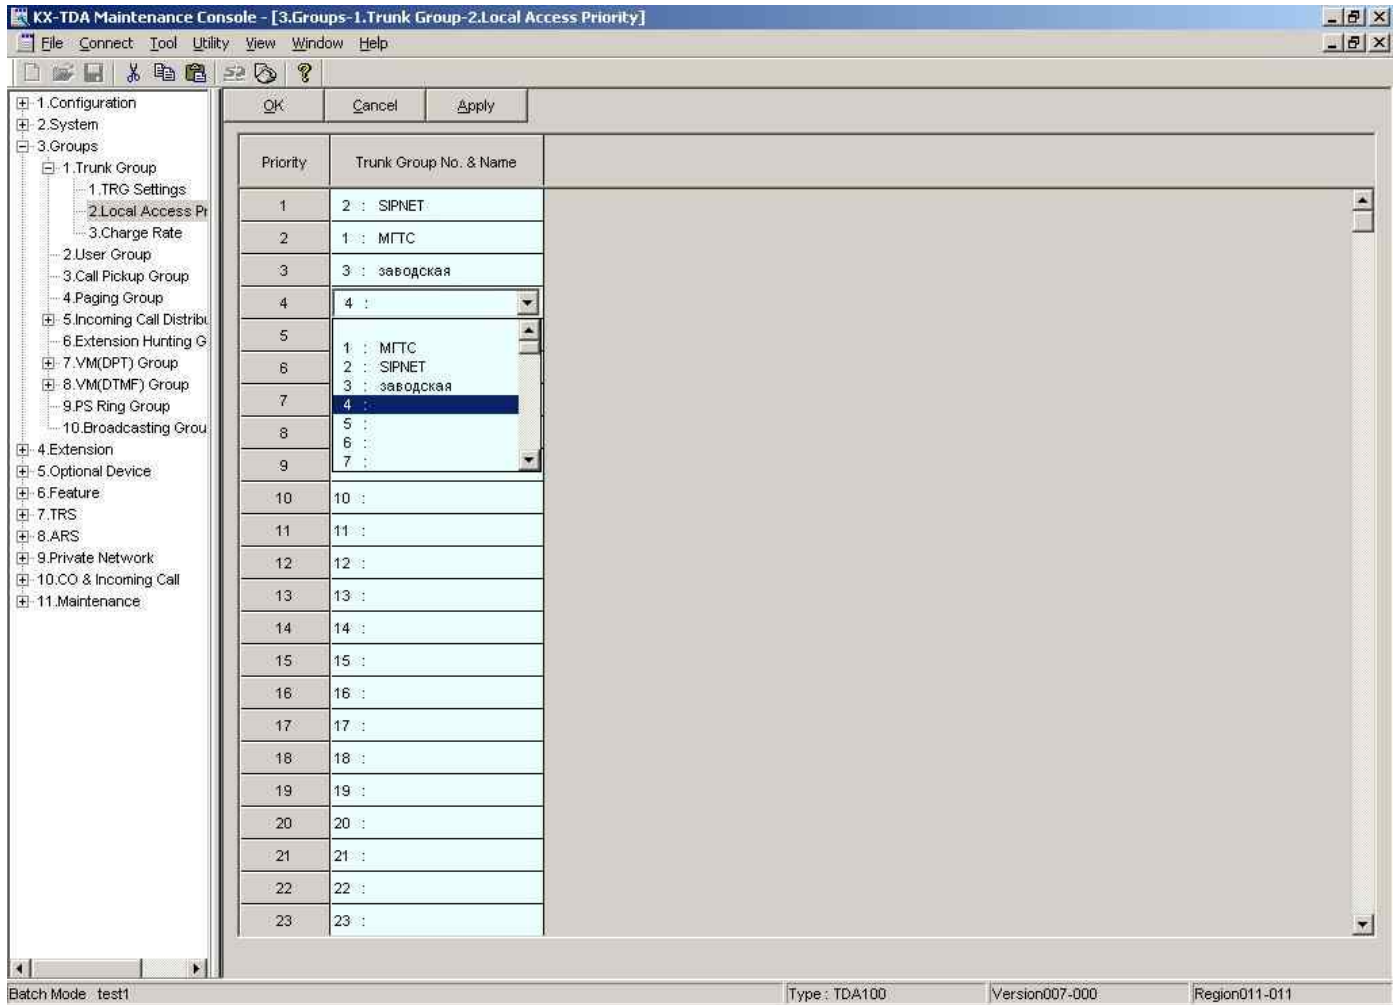 KX-TDA Maintenance Console - [3.Groups-1.Trunk Group-2.Local Access Priority]
File Connect Tool Utility View Window Help
1.Configuration
2.System
3.Groups
1.Trunk Group
1.TRG Settings
2.Local Access Pr
3.Charge Rate
2.User Group
3.Call Pickup Group
4.Paging Group
5.Incoming Call Distribu
6.Extension Hunting G
7.VM(DPT) Group
8.VM(DTMF) Group
9.PS Ring Group
10.Broadcasting Grou
4.Extension
5.Optional Device
6.Feature
7.TRS
8.ARS
9.Private Network
10.CO & Incoming Call
11.Maintenance
OK Cancel Apply
Priority Trunk Group No. & Name
1 2 : SIPNET
2 1 : МГТС
3 3 : заводская
4 4 :
5
6
7
8
9
1 : МГТС
2 : SIPNET
3 : заводская
4 :
5 :
6 :
7 :
10 10 :
11 11 :
12 12 :
13 13 :
14 14 :
15 15 :
16 16 :
17 17 :
18 18 :
19 19 :
20 20 :
21 21 :
22 22 :
23 23 :
Batch Mode test1 Type : TDA100 Version007-000 Region011-011